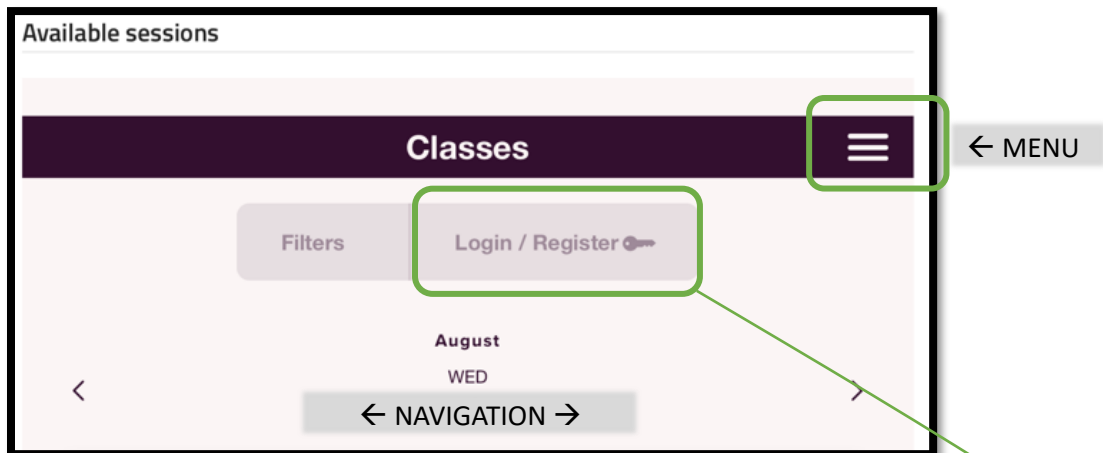 Available sessions
Classes
← MENU
Filters
Login / Register
August
WED
← NAVIGATION →